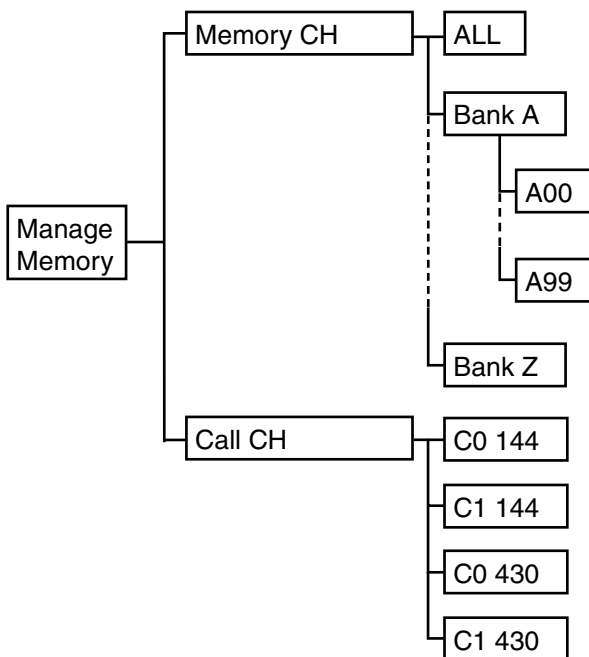 Memory CH
ALL
Bank A
A00
Manage
Memory
A99
Bank Z
Call CH
C0 144
C1 144
C0 430
C1 430